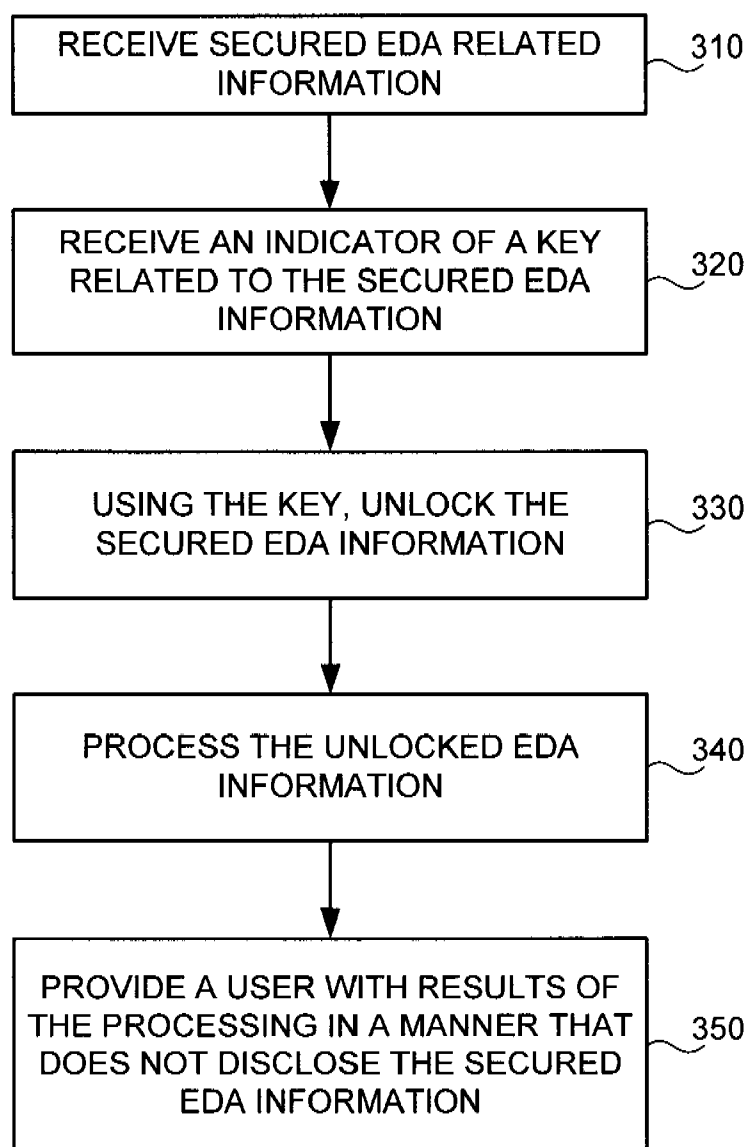 RECEIVE SECURED EDA RELATED
INFORMATION
310
RECEIVE AN INDICATOR OF A KEY
RELATED TO THE SECURED EDA
INFORMATION
320
USING THE KEY, UNLOCK THE
SECURED EDA INFORMATION
330
PROCESS THE UNLOCKED EDA
INFORMATION
340
PROVIDE A USER WITH RESULTS OF
THE PROCESSING IN A MANNER THAT
DOES NOT DISCLOSE THE SECURED
EDA INFORMATION
350